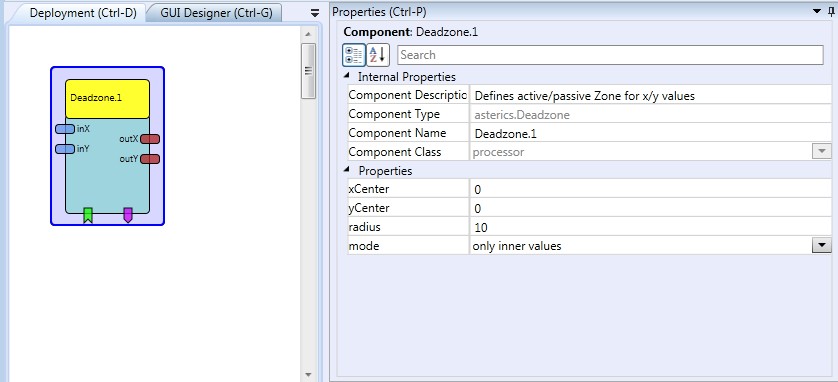 Deployment (Ctrl-D)
GUI Designer (Ctrl-G)
Deadzone.1
inX
inY
outX
outY
Properties (Ctrl-P)
Component: Deadzone.1
Search
Internal Properties
Component Descriptio Defines active/passive Zone for x/y values
Component Type asterics.Deadzone
Component Name Deadzone.1
Component Class processor
Properties
xCenter 0
yCenter 0
radius 10
mode only inner values